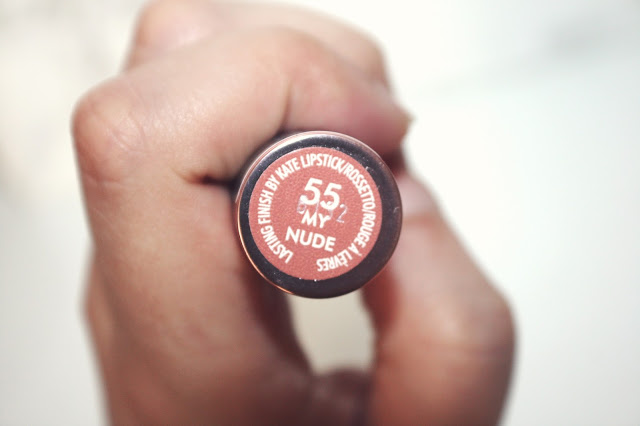 LASTING FINISH BY KATE LIPSTICK/ROSSETTO/ROUGE À LÈVRES
55
MY
NUDE